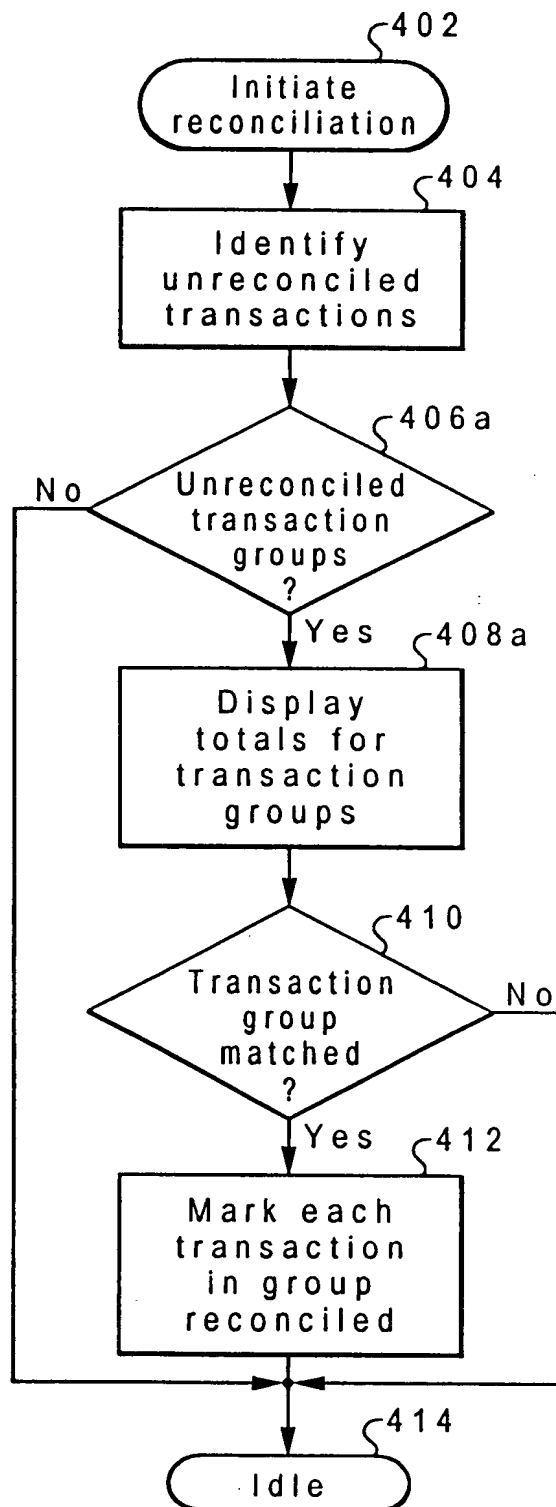 402
Initiate
reconciliation
404
Identify
unreconciled
transactions
406a
No
Unreconciled
transaction
groups
?
Yes
408a
Display
totals for
transaction
groups
410
Transaction
group
matched
?
No
Yes
412
Mark each
transaction
in group
reconciled
414
Idle